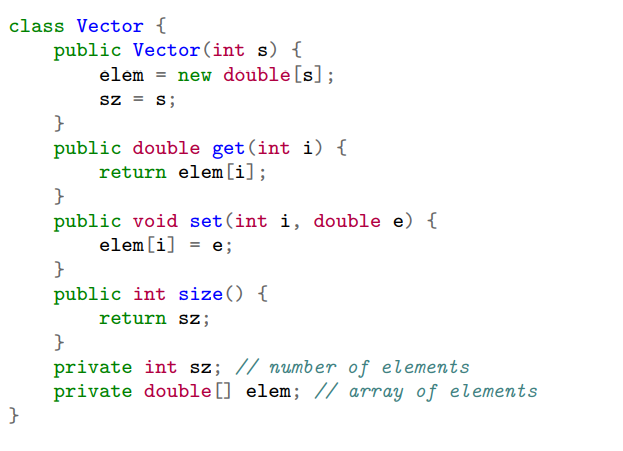 class Vector {
    public Vector(int s) {
        elem = new double[s];
        sz = s;
    }
    public double get(int i) {
        return elem[i];
    }
    public void set(int i, double e) {
        elem[i] = e;
    }
    public int size() {
        return sz;
    }
    private int sz; // number of elements
    private double[] elem; // array of elements
}